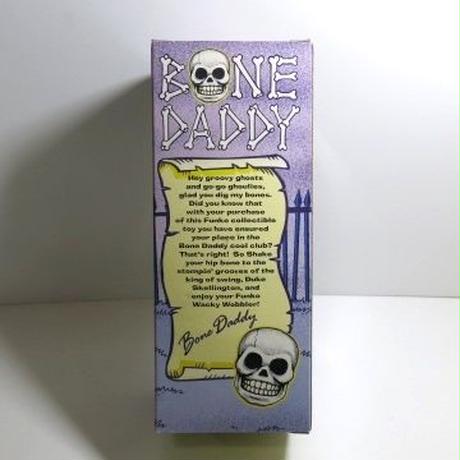 BONE
DADDY
Hey groovy ghosts
and go-go ghoulies,
glad you dig my bones.
Did you know that
with your purchase
of this Funko collectible
toy you have ensured
your place in the
Bone Daddy cool club?
That's right! So Shake
your hip bone to the
stompin' grooves of the
king of swing, Duke
Skellington, and
enjoy your Funko
Wacky Wobbler!
Bone Daddy